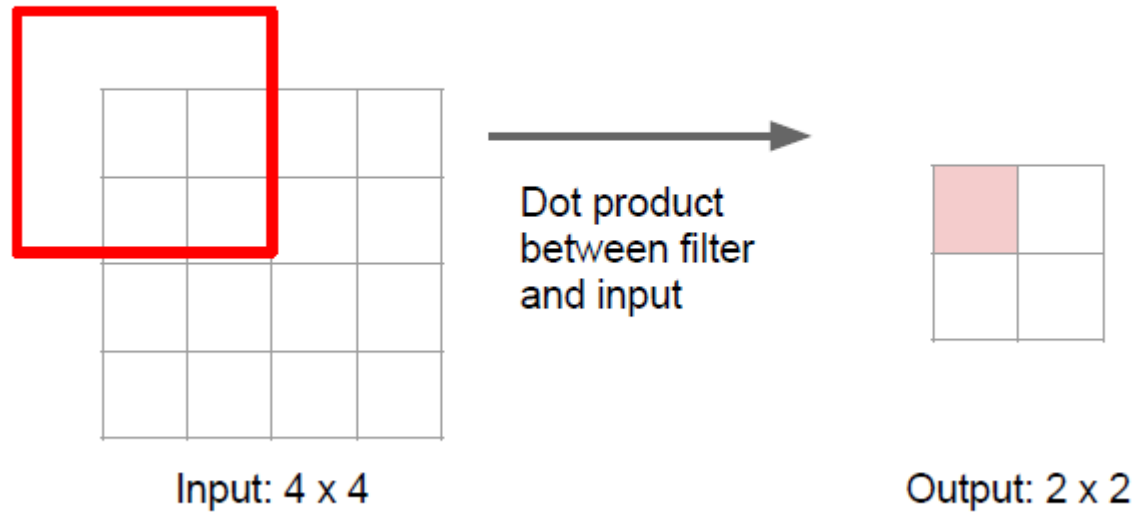 Dot product
between filter
and input
Input: 4 x 4
Output: 2 x 2